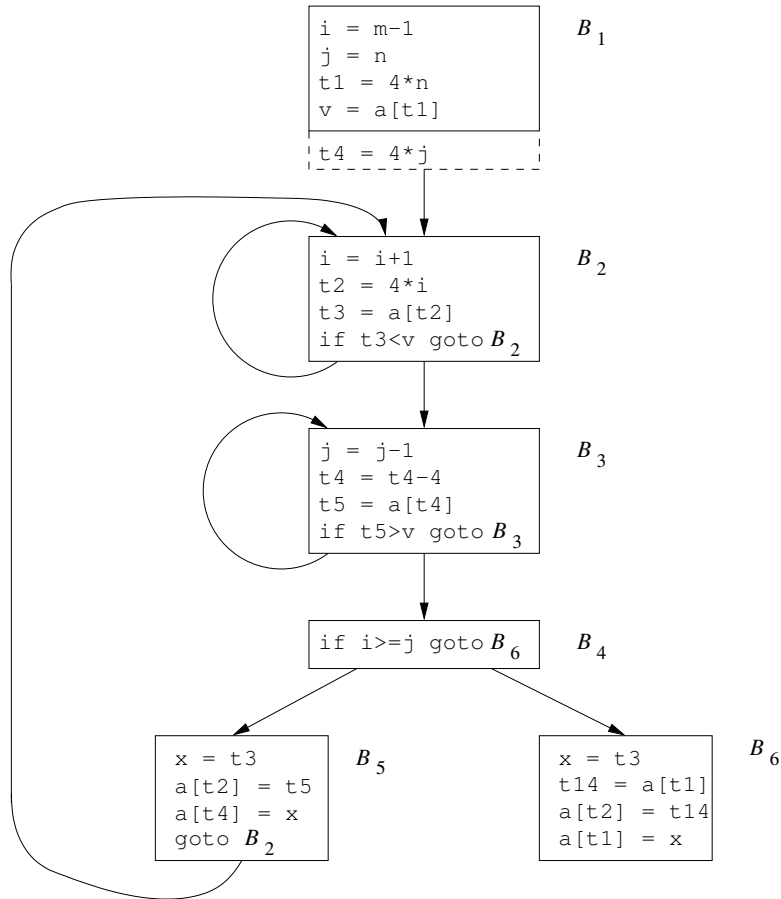 i = m-1
j = n
t1 = 4*n
v = a[t1]
B1
t4 = 4*j
i = i+1
t2 = 4*i
t3 = a[t2]
if t3<v goto B2
B2
j = j-1
t4 = t4-4
t5 = a[t4]
if t5>v goto B3
B3
if i>=j goto B6
B4
x = t3
a[t2] = t5
a[t4] = x
goto B2
B5
x = t3
t14 = a[t1]
a[t2] = t14
a[t1] = x
B6